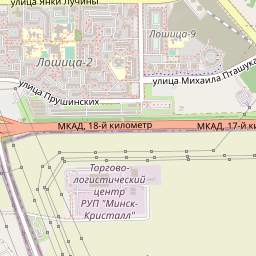 улица Янки Лучины
Лошица-9
Лошица-2
улица Михаила Пташука
улица Прушинских
МКАД, 18-й километр
МКАД, 17-й к
Торгово-
логистический
центр
РУП "Минск-
Кристалл"